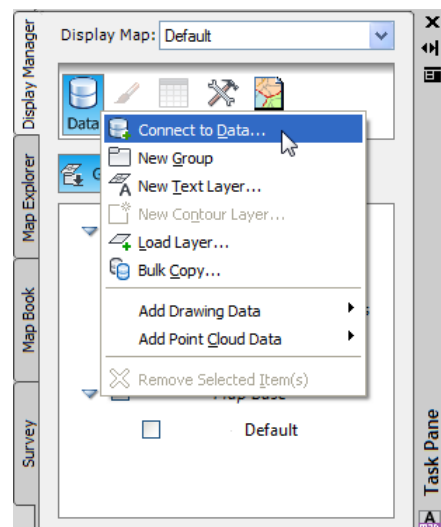 Display Map: Default
Display Manager
Map Explorer
Map Book
Survey
Data
Connect to Data...
New Group
New Text Layer...
New Contour Layer...
Load Layer...
Bulk Copy...
Add Drawing Data
Add Point Cloud Data
Remove Selected Item(s)
Map Base
Default
Task Pane